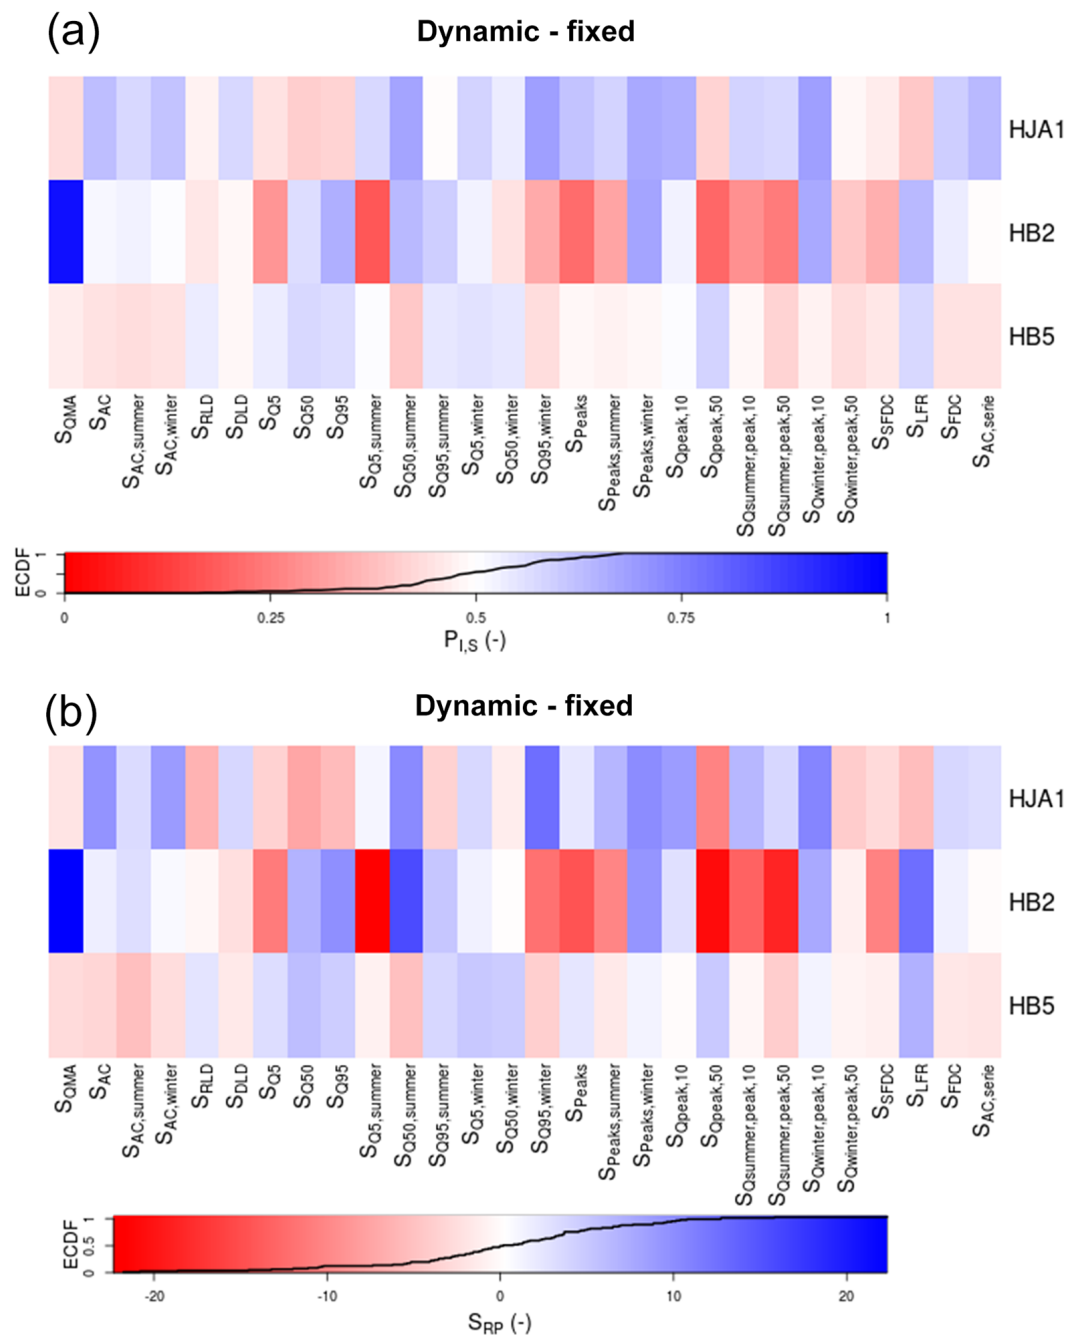 (a) Dynamic - fixed
HJA1
HB2
HB5
SQMA SAC SAC,summer SAC,winter SRLD SDLD SQ5 SQ50 SQ95 SQ5,summer SQ50,summer SQ95,summer SQ5,winter SQ50,winter SQ95,winter SPeaks SPeaks,summer SPeaks,winter SQpeak,10 SQpeak,50 SQsummer,peak,10 SQsummer,peak,50 SQwinter,peak,10 SQwinter,peak,50 SSFDC SLFR SFDC SAC,serie
ECDF
0 1
0 0.25 0.5 0.75 1
PI,S (-)
(b) Dynamic - fixed
HJA1
HB2
HB5
SQMA SAC SAC,summer SAC,winter SRLD SDLD SQ5 SQ50 SQ95 SQ5,summer SQ50,summer SQ95,summer SQ5,winter SQ50,winter SQ95,winter SPeaks SPeaks,summer SPeaks,winter SQpeak,10 SQpeak,50 SQsummer,peak,10 SQsummer,peak,50 SQwinter,peak,10 SQwinter,peak,50 SSFDC SLFR SFDC SAC,serie
ECDF
0 0.5 1
-20 -10 0 10 20
SRP (-)